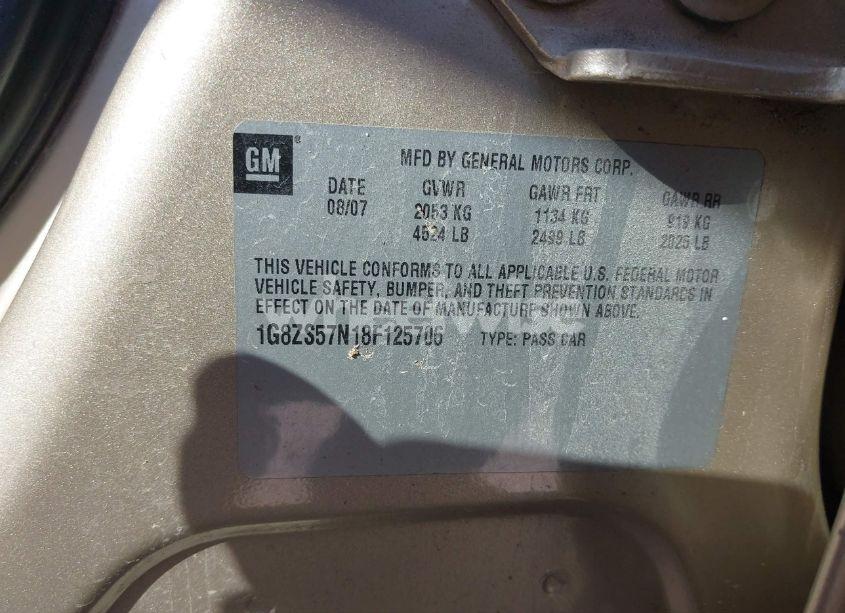 GM
MFD BY GENERAL MOTORS CORP.
DATE GVWR GAWR FRT GAWR RR
08/07 2053 KG 1134 KG 919 KG
4524 LB 2499 LB 2025 LB
THIS VEHICLE CONFORMS TO ALL APPLICABLE U.S. FEDERAL MOTOR
VEHICLE SAFETY, BUMPER, AND THEFT PREVENTION STANDARDS IN
EFFECT ON THE DATE OF MANUFACTURE SHOWN ABOVE.
1G8ZS57N18F125706 TYPE: PASS CAR